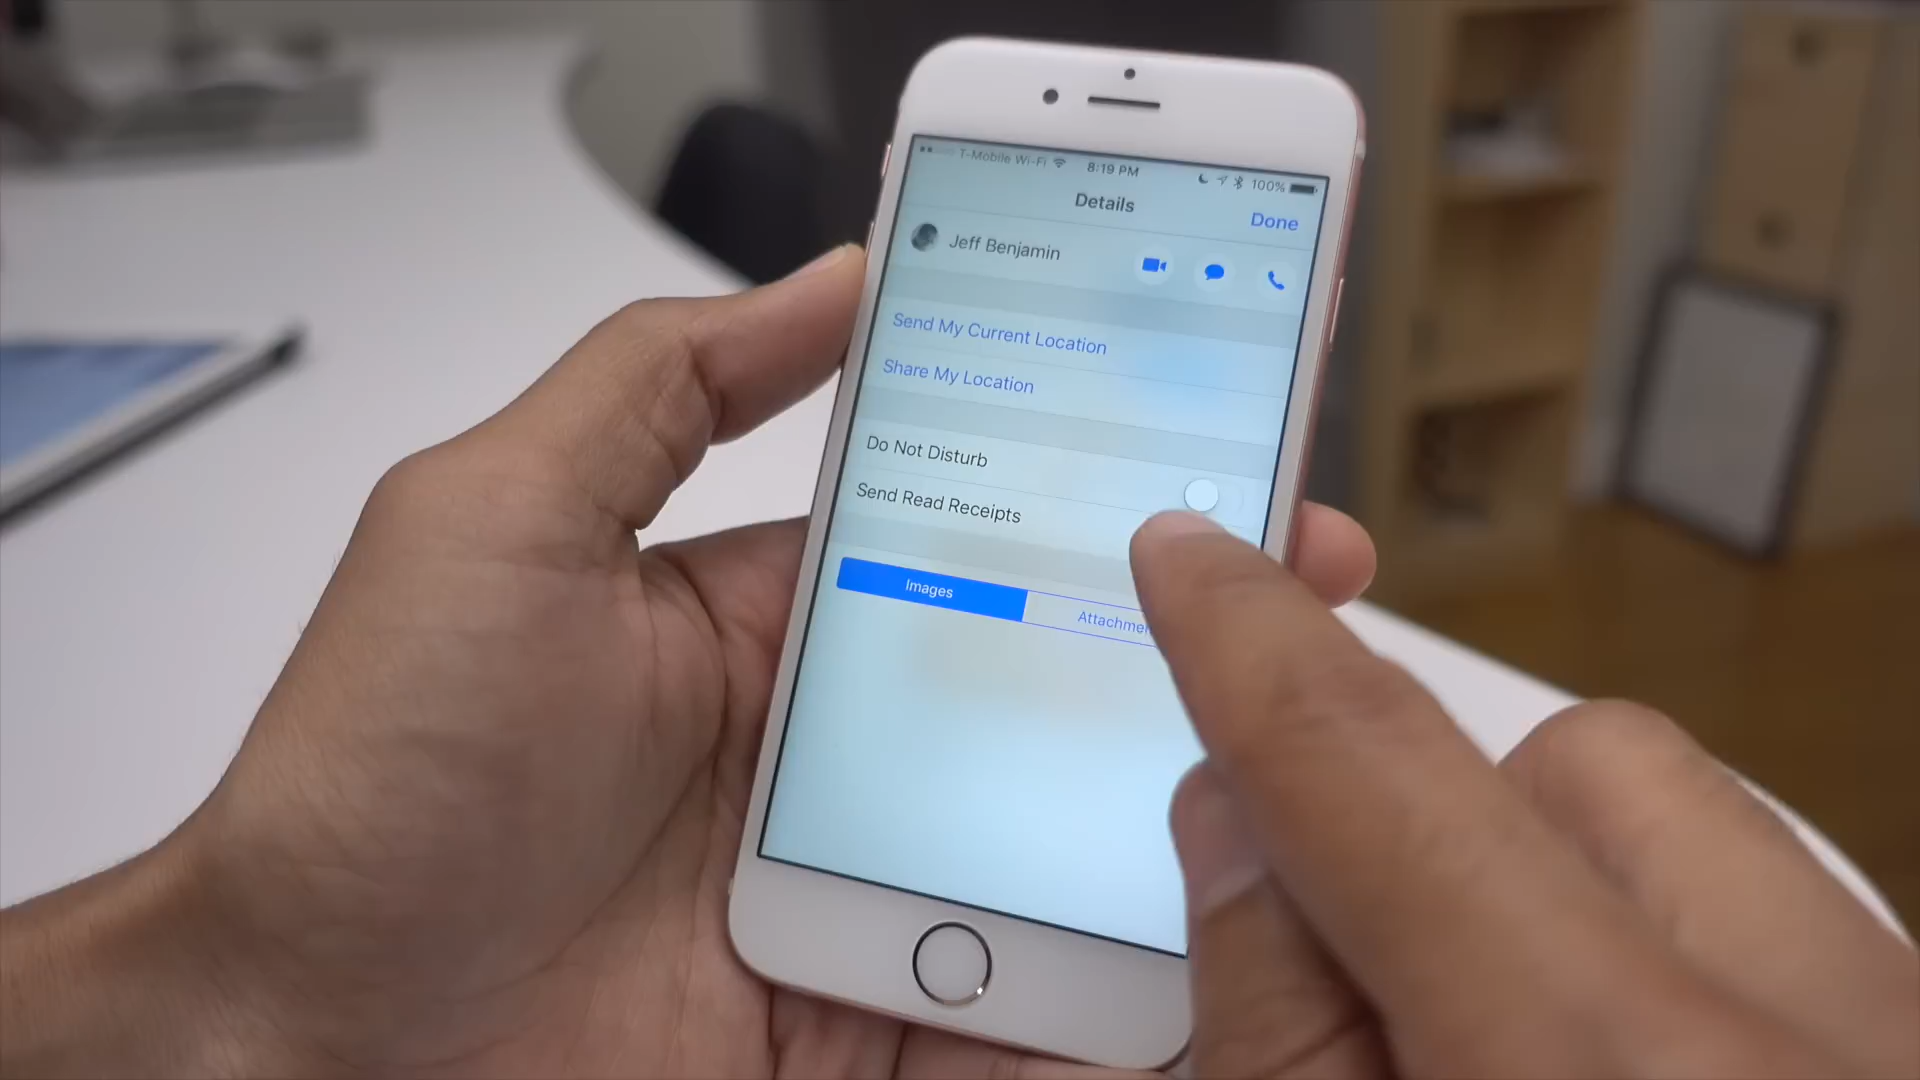 T-Mobile Wi-Fi 8:19 PM 100%
Details
Done
Jeff Benjamin
Send My Current Location
Share My Location
Do Not Disturb
Send Read Receipts
Images